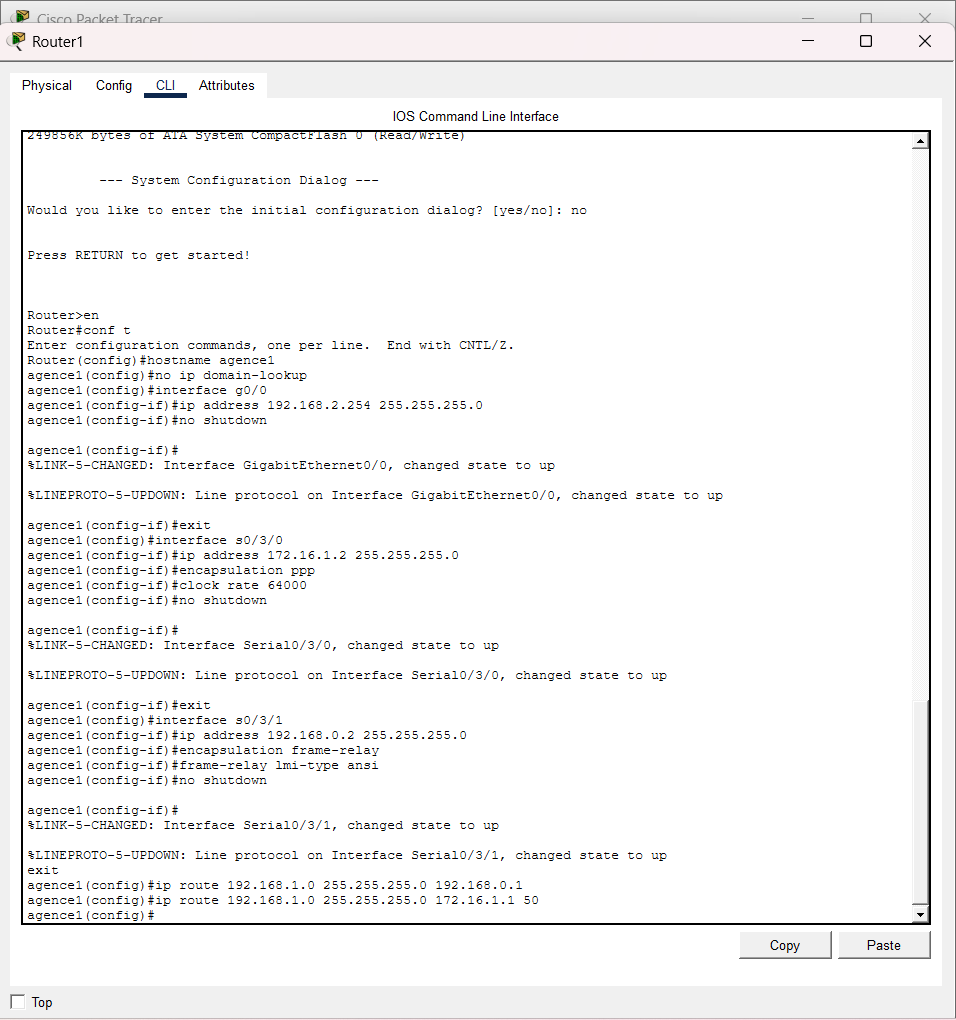 Cisco Packet Tracer
Router1
Physical Config CLI Attributes
IOS Command Line Interface
249856K bytes of ATA System CompactFlash 0 (Read/Write)
--- System Configuration Dialog ---
Would you like to enter the initial configuration dialog? [yes/no]: no
Press RETURN to get started!
Router>en
Router#conf t
Enter configuration commands, one per line.  End with CNTL/Z.
Router(config)#hostname agence1
agence1(config)#no ip domain-lookup
agence1(config)#interface g0/0
agence1(config-if)#ip address 192.168.2.254 255.255.255.0
agence1(config-if)#no shutdown
agence1(config-if)#
%LINK-5-CHANGED: Interface GigabitEthernet0/0, changed state to up
%LINEPROTO-5-UPDOWN: Line protocol on Interface GigabitEthernet0/0, changed state to up
agence1(config-if)#exit
agence1(config)#interface s0/3/0
agence1(config-if)#ip address 172.16.1.2 255.255.255.0
agence1(config-if)#encapsulation ppp
agence1(config-if)#clock rate 64000
agence1(config-if)#no shutdown
agence1(config-if)#
%LINK-5-CHANGED: Interface Serial0/3/0, changed state to up
%LINEPROTO-5-UPDOWN: Line protocol on Interface Serial0/3/0, changed state to up
agence1(config-if)#exit
agence1(config)#interface s0/3/1
agence1(config-if)#ip address 192.168.0.2 255.255.255.0
agence1(config-if)#encapsulation frame-relay
agence1(config-if)#frame-relay lmi-type ansi
agence1(config-if)#no shutdown
agence1(config-if)#
%LINK-5-CHANGED: Interface Serial0/3/1, changed state to up
%LINEPROTO-5-UPDOWN: Line protocol on Interface Serial0/3/1, changed state to up
exit
agence1(config)#ip route 192.168.1.0 255.255.255.0 192.168.0.1
agence1(config)#ip route 192.168.1.0 255.255.255.0 172.16.1.1 50
agence1(config)#
Copy Paste
Top